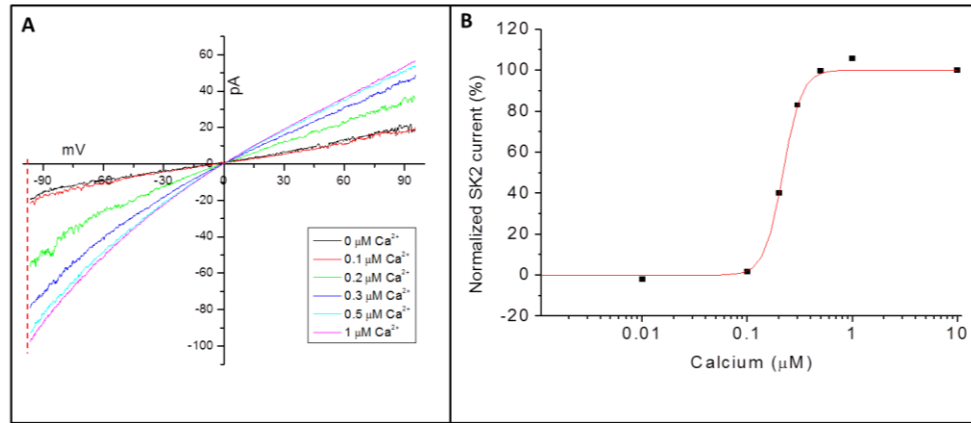 A
pA
60
40
20
0
-20
-40
-60
-80
-100
mV
-90 -60 -30 0 30 60 90
0 μM Ca²⁺
0.1 μM Ca²⁺
0.2 μM Ca²⁺
0.3 μM Ca²⁺
0.5 μM Ca²⁺
1 μM Ca²⁺
B
Normalized SK2 current (%)
120
100
80
60
40
20
0
-20
0.01 0.1 1 10
Calcium (μM)